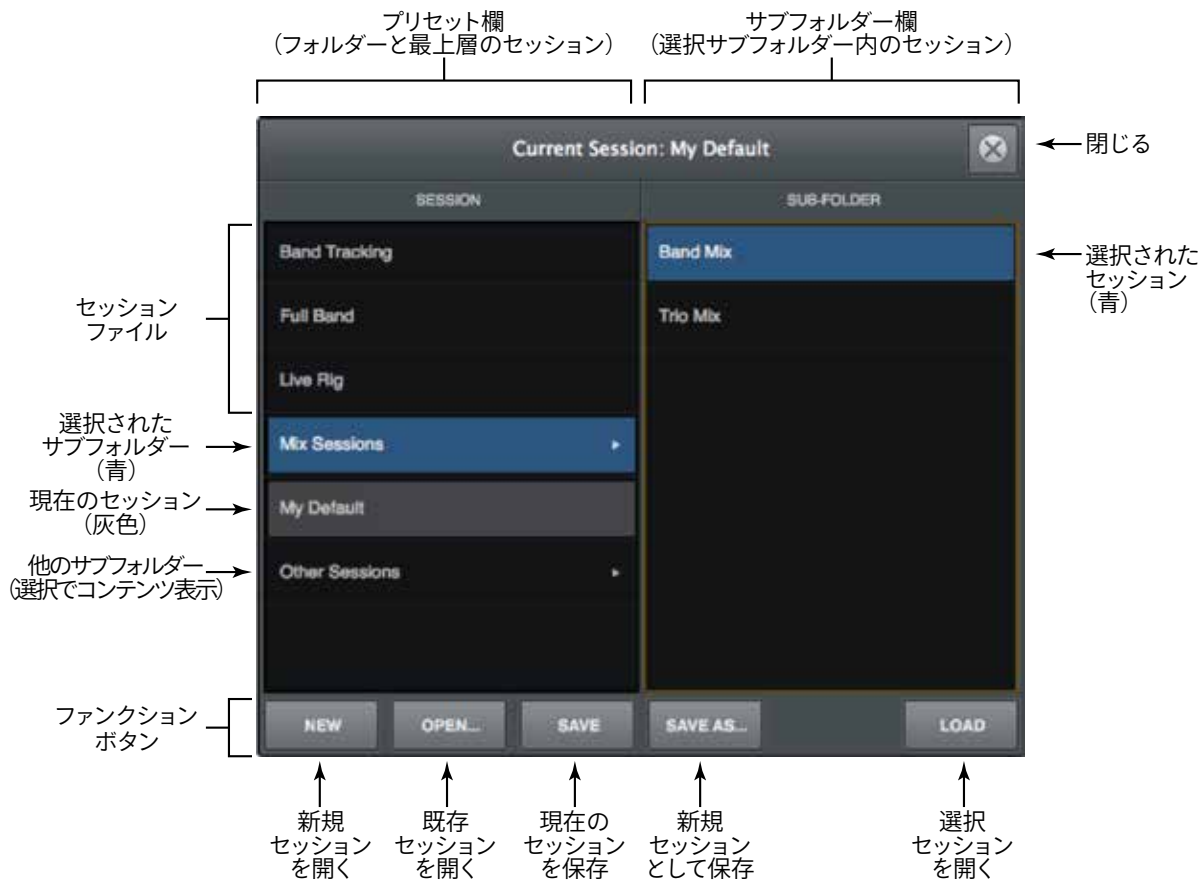 プリセット欄
(フォルダーと最上層のセッション)
サブフォルダー欄
(選択サブフォルダー内のセッション)
Current Session: My Default
閉じる
SESSION
SUB-FOLDER
セッション
ファイル
Band Tracking
Full Band
Live Rig
Band Mix
Trio Mix
選択された
セッション
(青)
選択された
サブフォルダー
(青)
Mix Sessions
現在のセッション
(灰色)
My Default
他のサブフォルダー
(選択でコンテンツ表示)
Other Sessions
ファンクション
ボタン
NEW
OPEN...
SAVE
SAVE AS...
LOAD
新規
セッション
を開く
既存
セッション
を開く
現在の
セッション
を保存
新規
セッション
として保存
選択
セッション
を開く